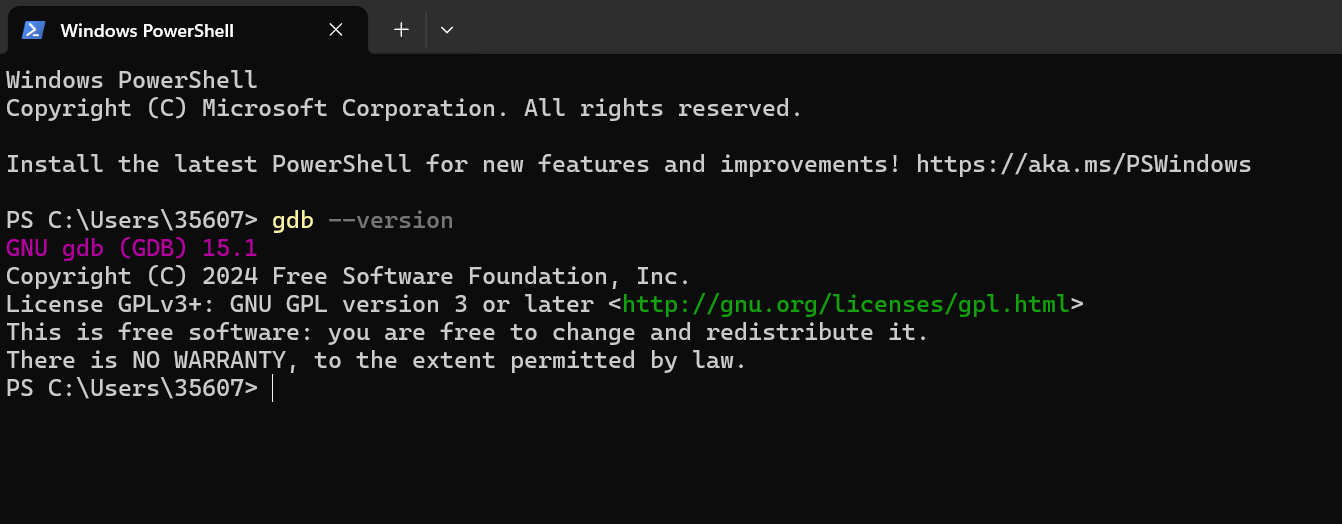 Windows PowerShell
Windows PowerShell
Copyright (C) Microsoft Corporation. All rights reserved.
Install the latest PowerShell for new features and improvements! https://aka.ms/PSWindows
PS C:\Users\35607> gdb --version
GNU gdb (GDB) 15.1
Copyright (C) 2024 Free Software Foundation, Inc.
License GPLv3+: GNU GPL version 3 or later <http://gnu.org/licenses/gpl.html>
This is free software: you are free to change and redistribute it.
There is NO WARRANTY, to the extent permitted by law.
PS C:\Users\35607>